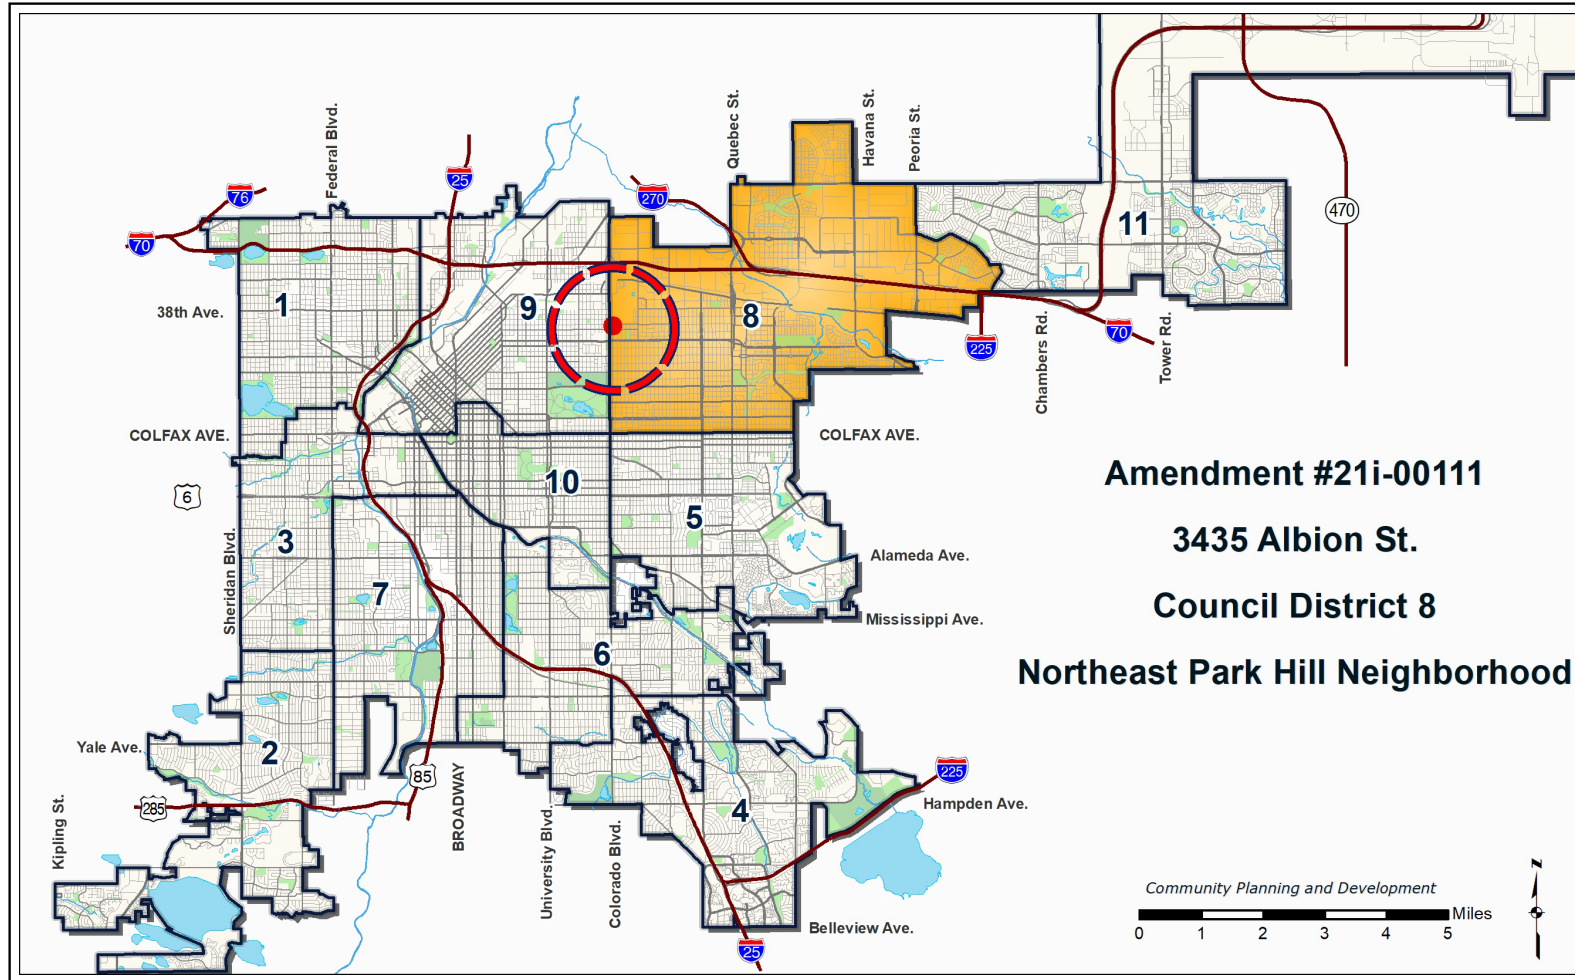 Federal Blvd.
Quebec St.
Havana St.
Peoria St.
76
25
270
470
70
11
1
9
8
38th Ave.
225
Chambers Rd.
70
Tower Rd.
COLFAX AVE.
COLFAX AVE.
6
10
5
3
Sheridan Blvd.
7
Alameda Ave.
Mississippi Ave.
6
2
Yale Ave.
85
285
Kipling St.
BROADWAY
University Blvd.
Colorado Blvd.
4
225
Hampden Ave.
Belleview Ave.
25
Amendment #21i-00111
3435 Albion St.
Council District 8
Northeast Park Hill Neighborhood
Community Planning and Development
Miles
0 1 2 3 4 5
N